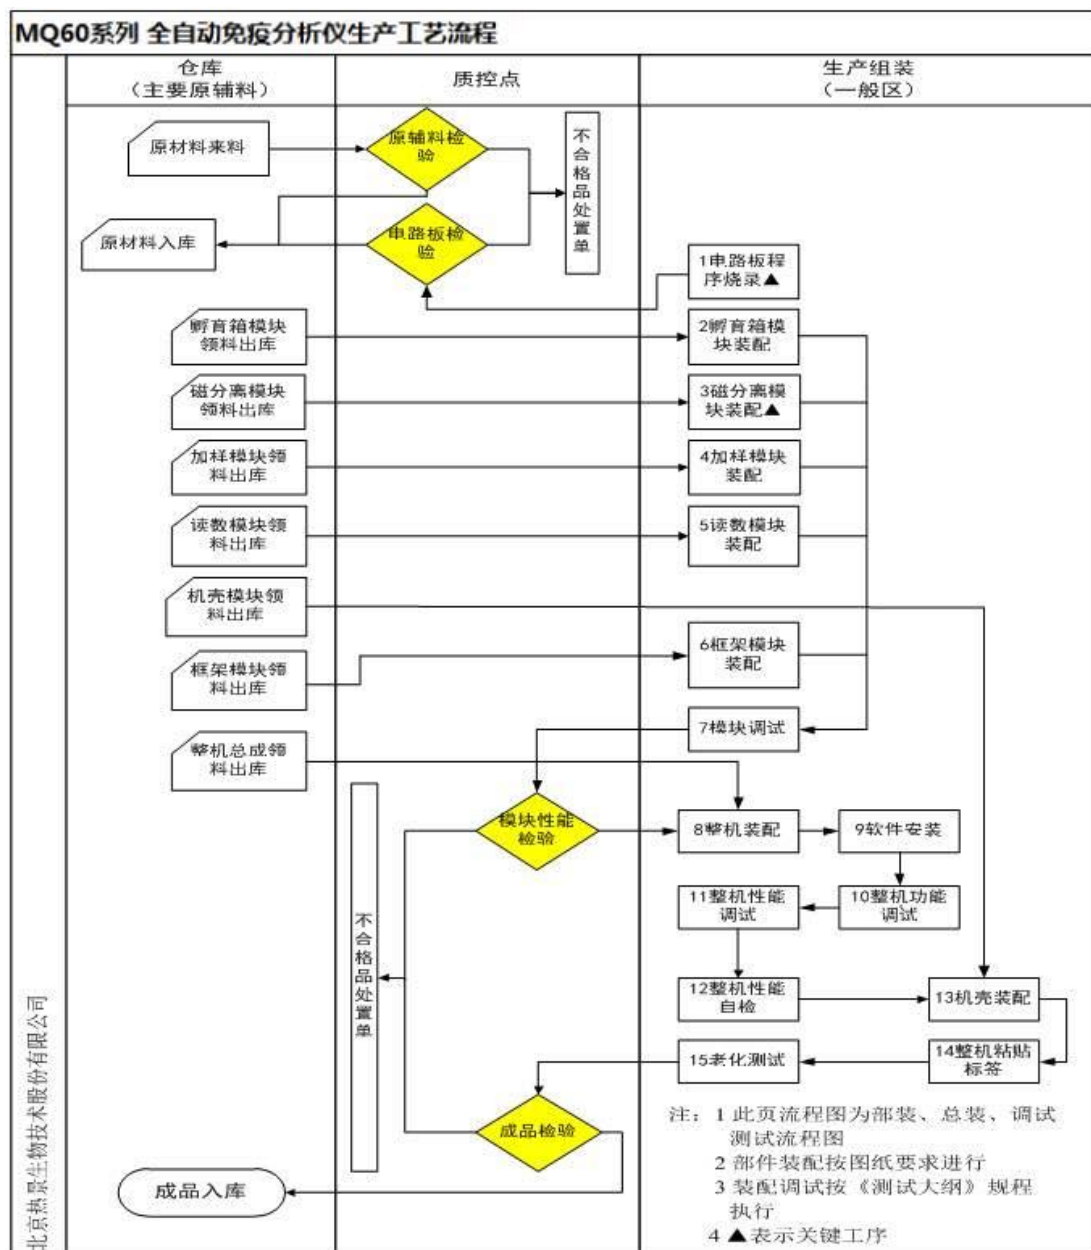 MQ60系列 全自动免疫分析仪生产工艺流程
仓库
（主要原辅料）
质控点
生产组装
（一般区）
原材料来料
原辅料检
验
不合格品处置单
原材料入库
电路板检
验
1电路板程
序烧录▲
孵育箱模块
领料出库
2孵育箱模
块装配
磁分离模块
领料出库
3磁分离模
块装配▲
加样模块领
料出库
4加样模块
装配
读数模块领
料出库
5读数模块
装配
机壳模块领
料出库
框架模块领
料出库
6框架模块
装配
7模块调试
整机总成领
料出库
模块性能
检验
8整机装配
9软件安装
11整机性能
调试
10整机功能
调试
不合格品处置单
12整机性能
自检
13机壳装配
15老化测试
14整机粘贴
标签
成品检验
成品入库
注：1 此页流程图为部装、总装、调试
测试流程图
2 部件装配按图纸要求进行
3 装配调试按《测试大纲》规程
执行
4 ▲表示关键工序
北京热景生物技术股份有限公司